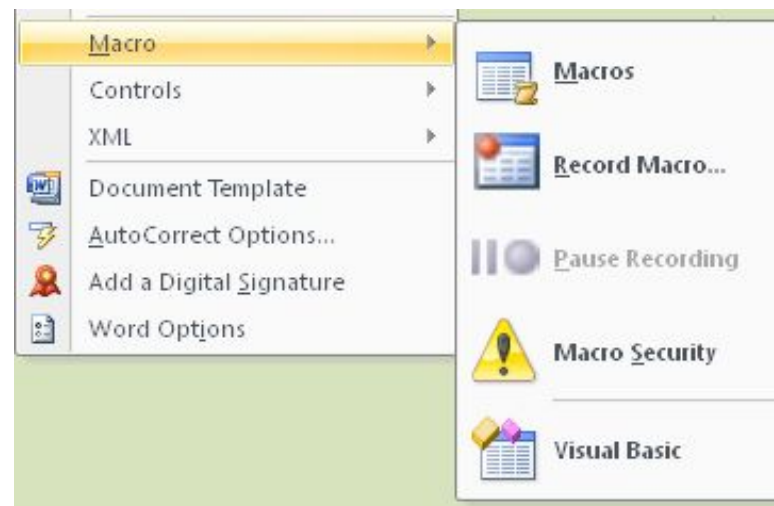 Macro
Controls
XML
Document Template
AutoCorrect Options...
Add a Digital Signature
Word Options
Macros
Record Macro...
Pause Recording
Macro Security
Visual Basic